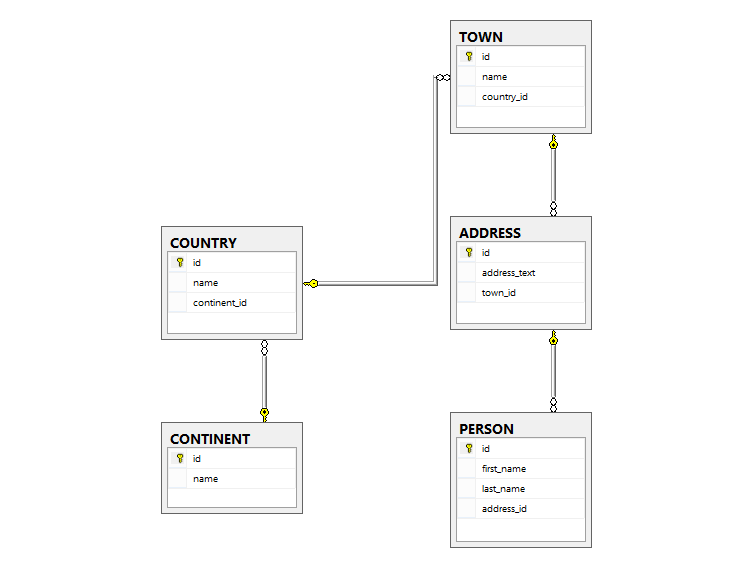 TOWN
id
name
country_id
COUNTRY
id
name
continent_id
ADDRESS
id
address_text
town_id
CONTINENT
id
name
PERSON
id
first_name
last_name
address_id